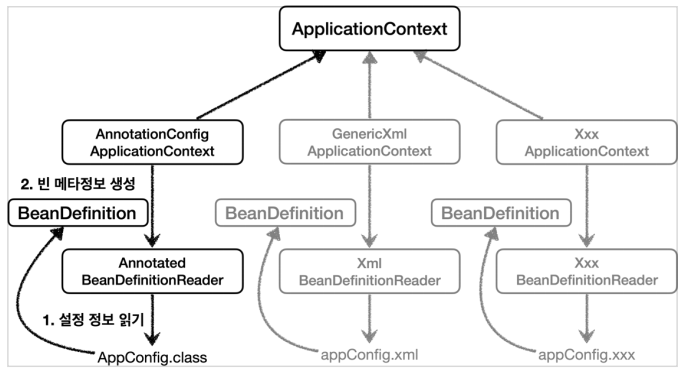 ApplicationContext
AnnotationConfig
ApplicationContext
GenericXml
ApplicationContext
Xxx
ApplicationContext
2. 빈 메타정보 생성
BeanDefinition
BeanDefinition
BeanDefinition
Annotated
BeanDefinitionReader
Xml
BeanDefinitionReader
Xxx
BeanDefinitionReader
1. 설정 정보 읽기
AppConfig.class
appConfig.xml
appConfig.xxx